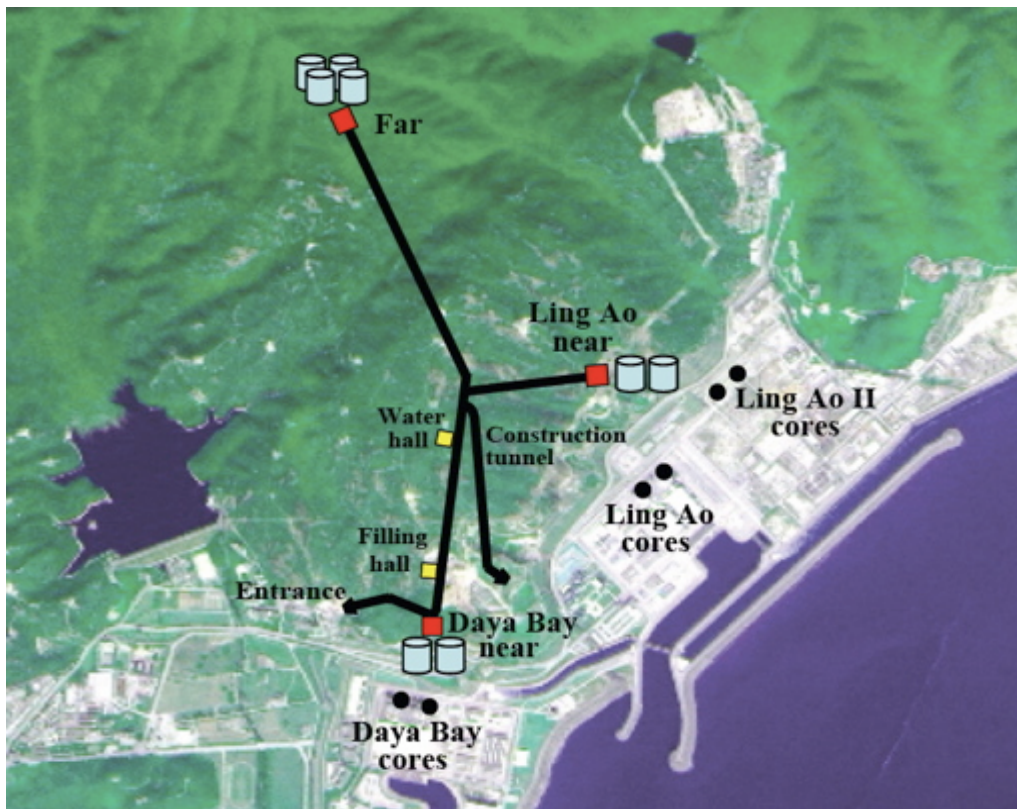 Far
Ling Ao
near
Ling Ao II
cores
Water
hall
Construction
tunnel
Ling Ao
cores
Filling
hall
Entrance
Daya Bay
near
Daya Bay
cores